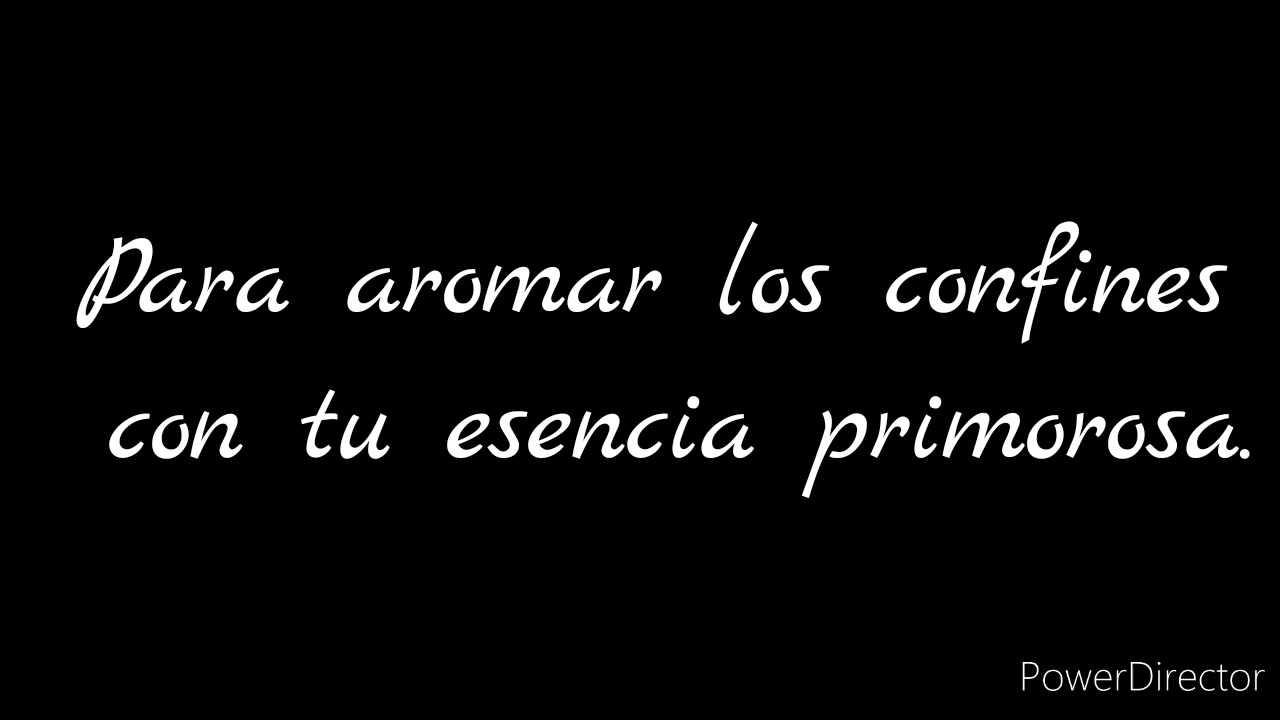 Para aromar los confines
con tu esencia primorosa.
PowerDirector